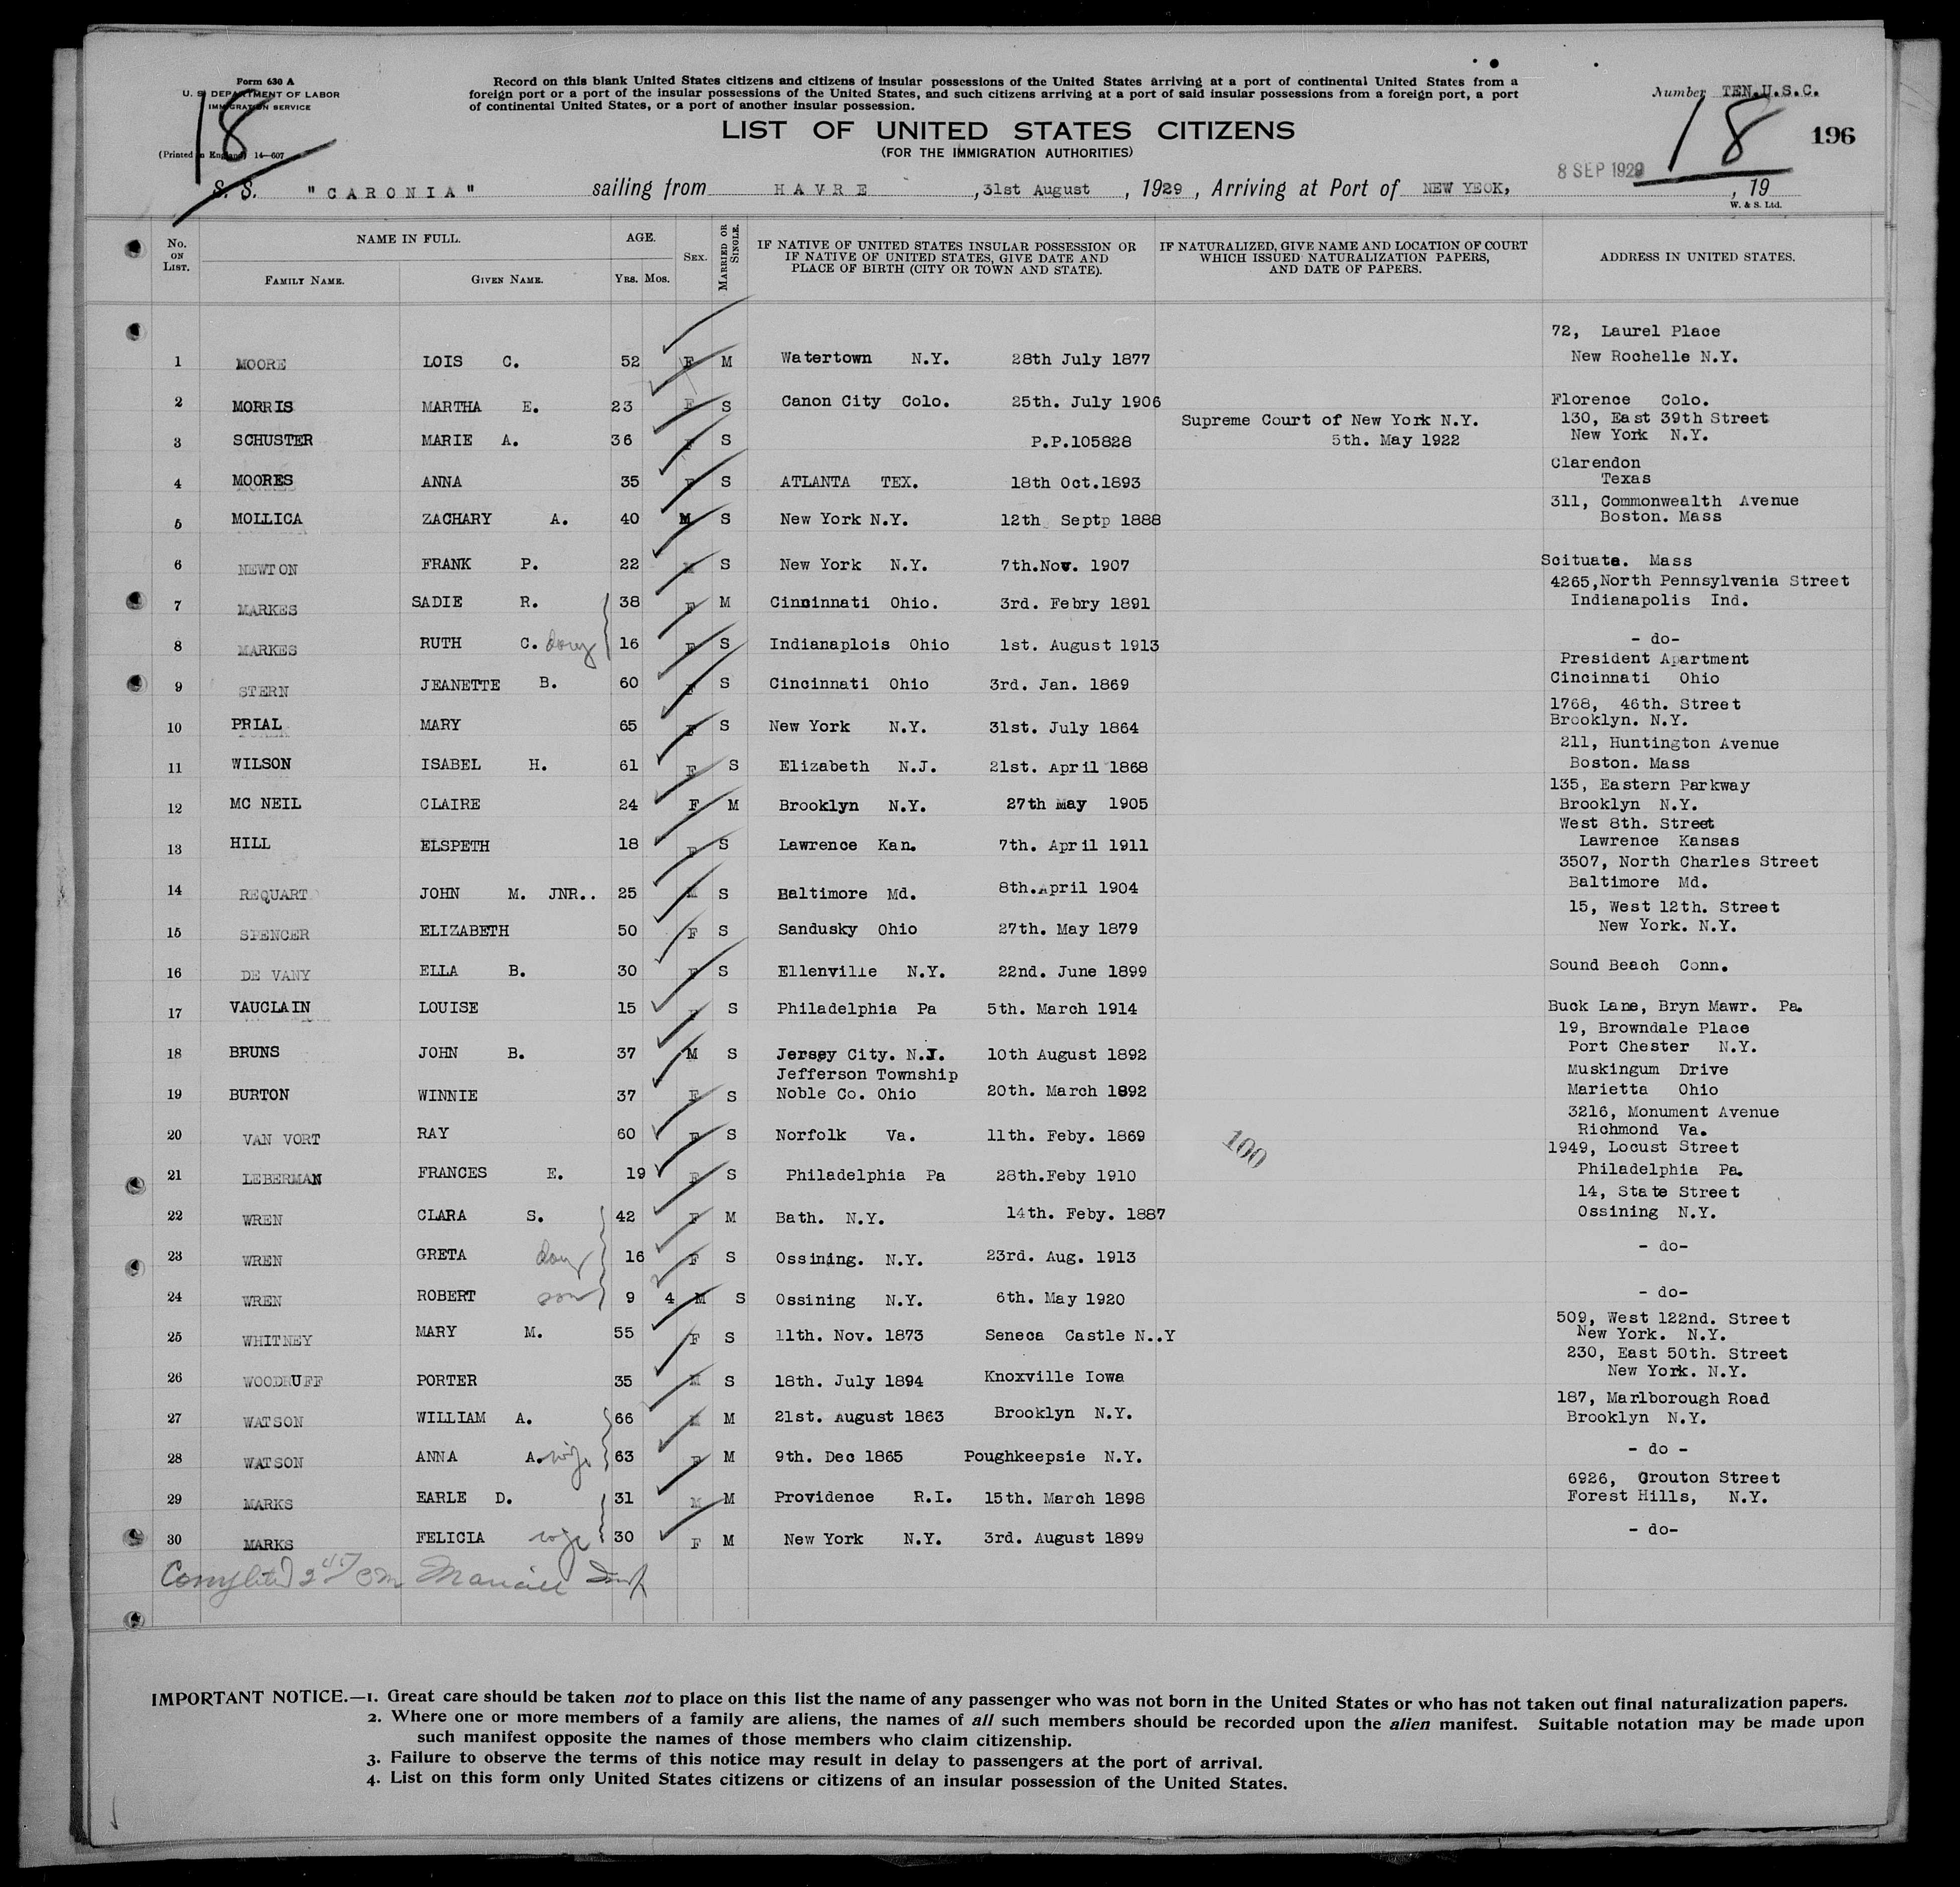 Form 630 A
U. S. DEPARTMENT OF LABOR
IMMIGRATION SERVICE
(Printed in England) 14—607
18
Record on this blank United States citizens and citizens of insular possessions of the United States arriving at a port of continental United States from a
foreign port or a port of the insular possessions of the United States, and such citizens arriving at a port of said insular possessions from a foreign port, a port
of continental United States, or a port of another insular possession.
Number TEN.U.S.C.
18
196
LIST OF UNITED STATES CITIZENS
(FOR THE IMMIGRATION AUTHORITIES)
8 SEP 1929
S. S. "CARONIA" sailing from HAVRE, 31st August, 1929, Arriving at Port of NEW YEOK, , 19
W. & S. Ltd.
No. ON LIST. NAME IN FULL. FAMILY NAME. GIVEN NAME. AGE. YRS. MOS. SEX. MARRIED OR SINGLE. IF NATIVE OF UNITED STATES INSULAR POSSESSION OR IF NATIVE OF UNITED STATES, GIVE DATE AND PLACE OF BIRTH (CITY OR TOWN AND STATE). IF NATURALIZED, GIVE NAME AND LOCATION OF COURT WHICH ISSUED NATURALIZATION PAPERS, AND DATE OF PAPERS. ADDRESS IN UNITED STATES.
1 MOORE LOIS C. 52 F M Watertown N.Y. 28th July 1877 72, Laurel Place New Rochelle N.Y.
2 MORRIS MARTHA E. 23 F S Canon City Colo. 25th. July 1906 Florence Colo.
3 SCHUSTER MARIE A. 36 F S P.P.105828 Supreme Court of New York N.Y. 5th. May 1922 130, East 39th Street New York N.Y.
4 MOORES ANNA 35 F S ATLANTA TEX. 18th Oct.1893 Clarendon Texas
5 MOLLICA ZACHARY A. 40 M S New York N.Y. 12th Septp 1888 311, Commonwealth Avenue Boston. Mass
6 NEWTON FRANK P. 22 M S New York N.Y. 7th.Nov. 1907 Scituate. Mass
7 MARKES SADIE R. 38 F M Cincinnati Ohio. 3rd. Febry 1891 4265,North Pennsylvania Street Indianapolis Ind.
8 MARKES RUTH C. 16 F S Indianaplois Ohio 1st. August 1913 - do-
9 STERN JEANETTE B. 60 F S Cincinnati Ohio 3rd. Jan. 1869 President Apartment Cincinnati Ohio
10 PRIAL MARY 65 F S New York N.Y. 31st. July 1864 1768, 46th. Street Brooklyn. N.Y.
11 WILSON ISABEL H. 61 F S Elizabeth N.J. 21st. April 1868 211, Huntington Avenue Boston. Mass
12 MC NEIL CLAIRE 24 F M Brooklyn N.Y. 27th May 1905 135, Eastern Parkway Brooklyn N.Y.
13 HILL ELSPETH 18 F S Lawrence Kan. 7th. April 1911 West 8th. Street Lawrence Kansas
14 REQUART JOHN M. JNR.. 25 M S Baltimore Md. 8th.April 1904 3507, North Charles Street Baltimore Md.
15 SPENCER ELIZABETH 50 F S Sandusky Ohio 27th. May 1879 15, West 12th. Street New York. N.Y.
16 DE VANY ELLA B. 30 F S Ellenville N.Y. 22nd. June 1899 Sound Beach Conn.
17 VAUCLAIN LOUISE 15 F S Philadelphia Pa 5th. March 1914 Buck Lane, Bryn Mawr. Pa.
18 BRUNS JOHN B. 37 M S Jersey City. N.J. 10th August 1892 19, Browndale Place Port Chester N.Y.
19 BURTON WINNIE 37 F S Jefferson Township Noble Co. Ohio 20th. March 1892 Muskingum Drive Marietta Ohio
20 VAN VORT RAY 60 F S Norfolk Va. 11th. Feby. 1869 100 3216, Monument Avenue Richmond Va.
21 LEBERMAN FRANCES E. 19 F S Philadelphia Pa 28th.Feby 1910 1949, Locust Street Philadelphia Pa.
22 WREN CLARA S. 42 F M Bath. N.Y. 14th. Feby. 1887 14, State Street Ossining N.Y.
23 WREN GRETA 16 F S Ossining. N.Y. 23rd. Aug. 1913 - do-
24 WREN ROBERT son 9 4 M S Ossining N.Y. 6th. May 1920 - do-
25 WHITNEY MARY M. 55 F S 11th. Nov. 1873 Seneca Castle N..Y 509, West 122nd. Street New York. N.Y.
26 WOODRUFF PORTER 35 M S 18th. July 1894 Knoxville Iowa 230, East 50th. Street New York. N.Y.
27 WATSON WILLIAM A. 66 M M 21st. August 1863 Brooklyn N.Y. 187, Marlborough Road Brooklyn N.Y.
28 WATSON ANNA A. wife 63 F M 9th. Dec 1865 Poughkeepsie N.Y. - do -
29 MARKS EARLE D. 31 M M Providence R.I. 15th. March 1898 6926, Grouton Street Forest Hills, N.Y.
30 MARKS FELICIA wife 30 F M New York N.Y. 3rd. August 1899 - do-
IMPORTANT NOTICE.—1. Great care should be taken not to place on this list the name of any passenger who was not born in the United States or who has not taken out final naturalization papers.
2. Where one or more members of a family are aliens, the names of all such members should be recorded upon the alien manifest. Suitable notation may be made upon
such manifest opposite the names of those members who claim citizenship.
3. Failure to observe the terms of this notice may result in delay to passengers at the port of arrival.
4. List on this form only United States citizens or citizens of an insular possession of the United States.